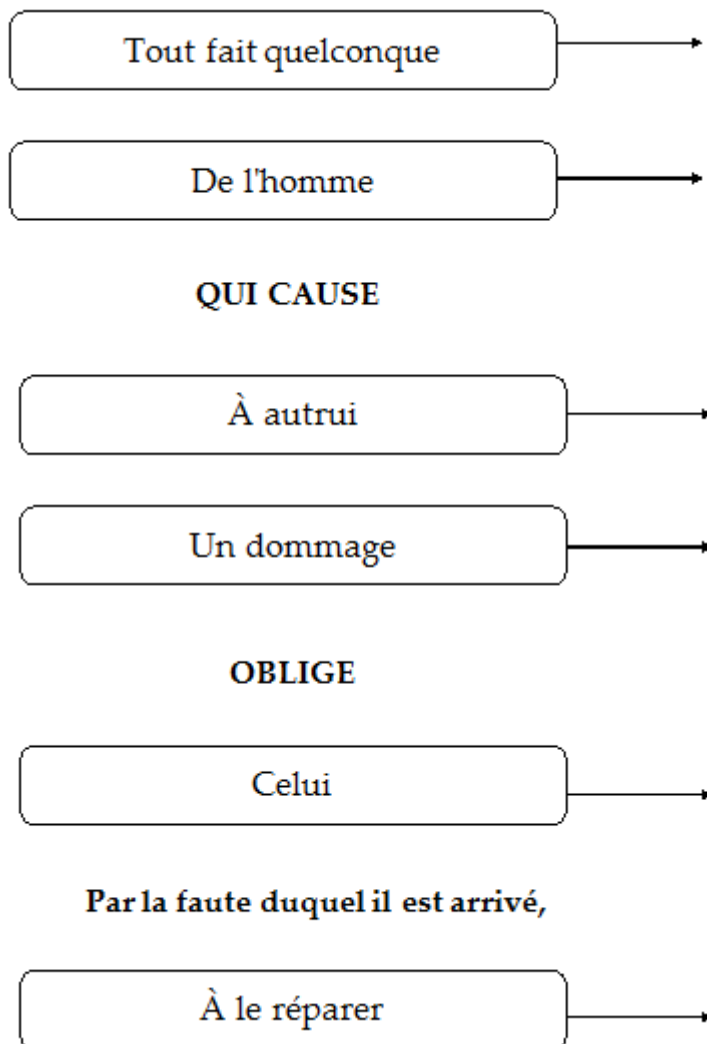 Tout fait quelconque
De l'homme
QUI CAUSE
À autrui
Un dommage
OBLIGE
Celui
Par la faute duquel il est arrivé,
À le réparer